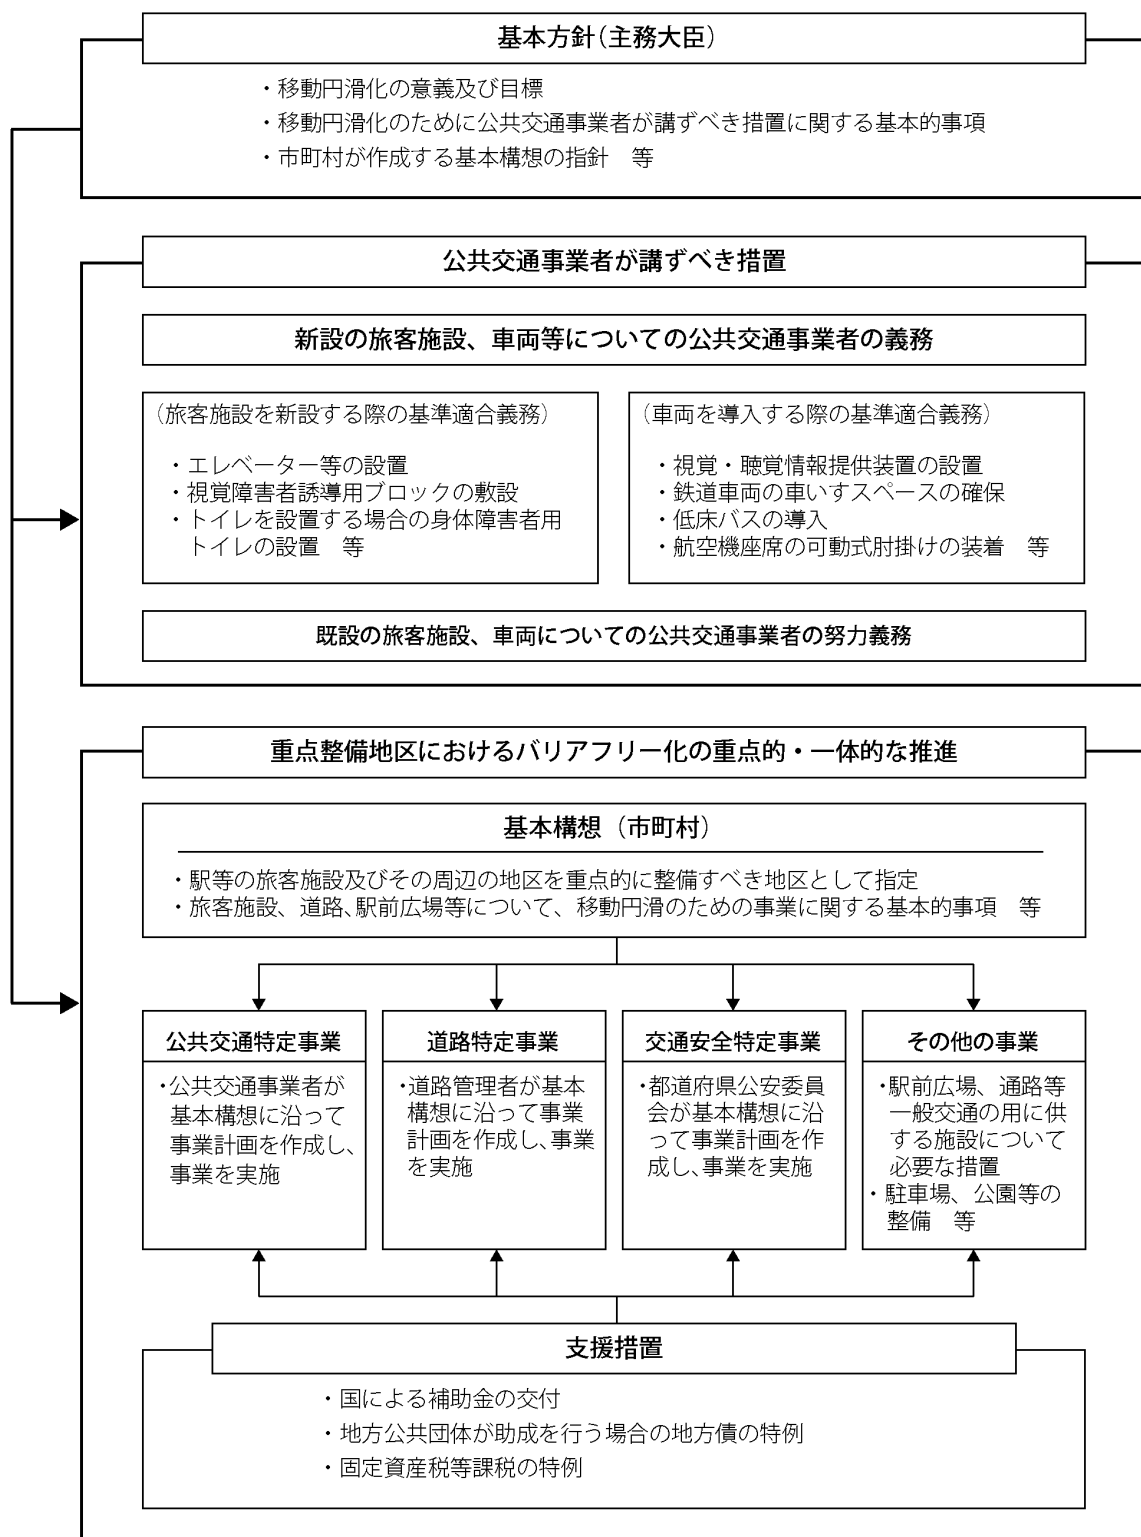 基本方針(主務大臣)
・移動円滑化の意義及び目標
・移動円滑化のために公共交通事業者が講ずべき措置に関する基本的事項
・市町村が作成する基本構想の指針　等
公共交通事業者が講ずべき措置
新設の旅客施設、車両等についての公共交通事業者の義務
(旅客施設を新設する際の基準適合義務)
・エレベーター等の設置
・視覚障害者誘導用ブロックの敷設
・トイレを設置する場合の身体障害者用
トイレの設置　等
(車両を導入する際の基準適合義務)
・視覚・聴覚情報提供装置の設置
・鉄道車両の車いすスペースの確保
・低床バスの導入
・航空機座席の可動式肘掛けの装着　等
既設の旅客施設、車両についての公共交通事業者の努力義務
重点整備地区におけるバリアフリー化の重点的・一体的な推進
基本構想（市町村）
・駅等の旅客施設及びその周辺の地区を重点的に整備すべき地区として指定
・旅客施設、道路、駅前広場等について、移動円滑のための事業に関する基本的事項　等
公共交通特定事業
・公共交通事業者が
基本構想に沿って
事業計画を作成し、
事業を実施
道路特定事業
・道路管理者が基本
構想に沿って事業
計画を作成し、事業
を実施
交通安全特定事業
・都道府県公安委員
会が基本構想に沿
って事業計画を作
成し、事業を実施
その他の事業
・駅前広場、通路等
一般交通の用に供
する施設について
必要な措置
・駐車場、公園等の
整備　等
支援措置
・国による補助金の交付
・地方公共団体が助成を行う場合の地方債の特例
・固定資産税等課税の特例